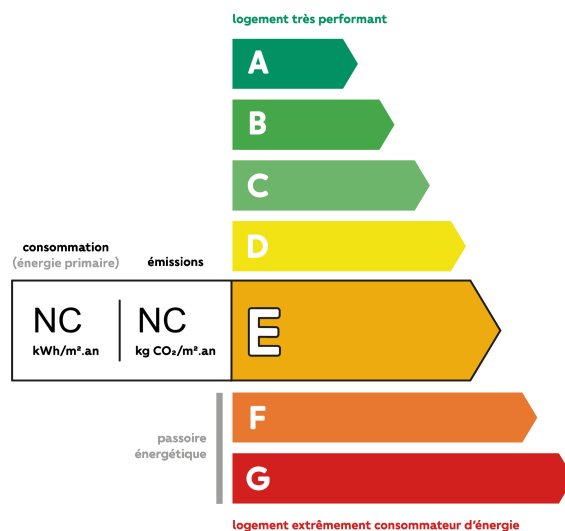 logement très performant
A
B
C
D
consommation
(énergie primaire)
émissions
NC
kWh/m².an
NC
kg CO₂/m².an
E
passoire
énergétique
F
G
logement extrêmement consommateur d'énergie